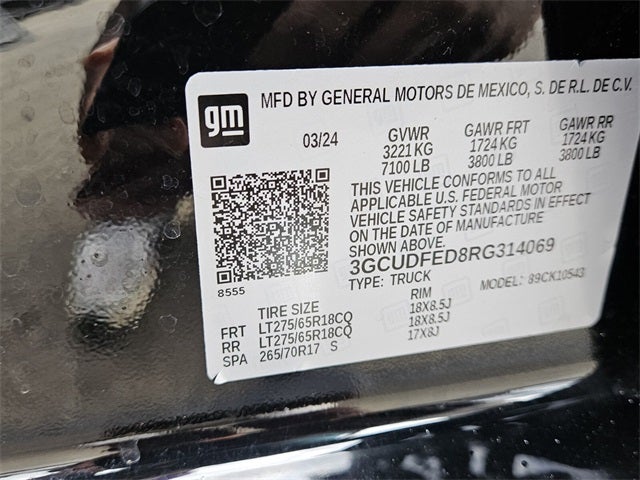 gm
MFD BY GENERAL MOTORS DE MEXICO, S. DE R.L. DE C.V.
03/24 GVWR GAWR FRT GAWR RR
3221 KG 1724 KG 1724 KG
7100 LB 3800 LB 3800 LB
THIS VEHICLE CONFORMS TO ALL
APPLICABLE U.S. FEDERAL MOTOR
VEHICLE SAFETY STANDARDS IN EFFECT
ON THE DATE OF MANUFACTURE
SHOWN ABOVE.
3GCUDFED8RG314069
8555
TYPE: TRUCK MODEL: 89CK10543
TIRE SIZE RIM
FRT LT275/65R18CQ 18X8.5J
RR LT275/65R18CQ 18X8.5J
SPA 265/70R17 S 17X8J